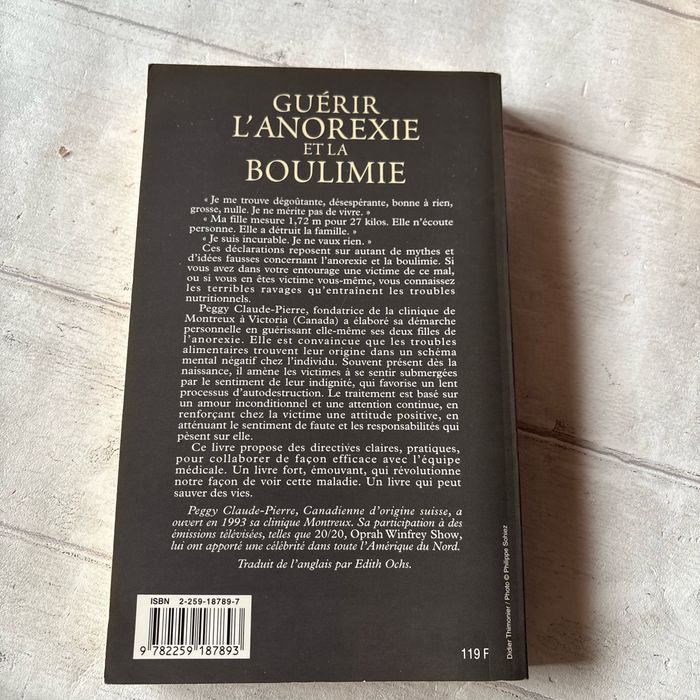 GUÉRIR
L'ANOREXIE
ET LA
BOULIMIE
« Je me trouve dégoûtante, désespérante, bonne à rien,
grosse, nulle. Je ne mérite pas de vivre. »
« Ma fille mesure 1,72 m pour 27 kilos. Elle n'écoute
personne. Elle a détruit la famille. »
« Je suis incurable. Je ne vaux rien. »
Ces déclarations reposent sur autant de mythes et
d'idées fausses concernant l'anorexie et la boulimie. Si
vous avez dans votre entourage une victime de ce mal,
ou si vous en êtes victime vous-même, vous connaissez
les terribles ravages qu'entraînent les troubles
nutritionnels.
Peggy Claude-Pierre, fondatrice de la clinique de
Montreux à Victoria (Canada) a élaboré sa démarche
personnelle en guérissant elle-même ses deux filles de
l'anorexie. Elle est convaincue que les troubles
alimentaires trouvent leur origine dans un schéma
mental négatif chez l'individu. Souvent présent dès la
naissance, il amène les victimes à se sentir submergées
par le sentiment de leur indignité, qui favorise un lent
processus d'autodestruction. Le traitement est basé sur
un amour inconditionnel et une attention continue, en
renforçant chez la victime une attitude positive, en
atténuant le sentiment de faute et les responsabilités qui
pèsent sur elle.
Ce livre propose des directives claires, pratiques,
pour collaborer de façon efficace avec l'équipe
médicale. Un livre fort, émouvant, qui révolutionne
notre façon de voir cette maladie. Un livre qui peut
sauver des vies.
Peggy Claude-Pierre, Canadienne d'origine suisse, a
ouvert en 1993 sa clinique Montreux. Sa participation à des
émissions télévisées, telles que 20/20, Oprah Winfrey Show,
lui ont apporté une célébrité dans toute l'Amérique du Nord.
Traduit de l'anglais par Edith Ochs.
ISBN 2-259-18789-7
9 782259 187893
119 F
Didier Thimonier / Photo © Philippe Sohiez